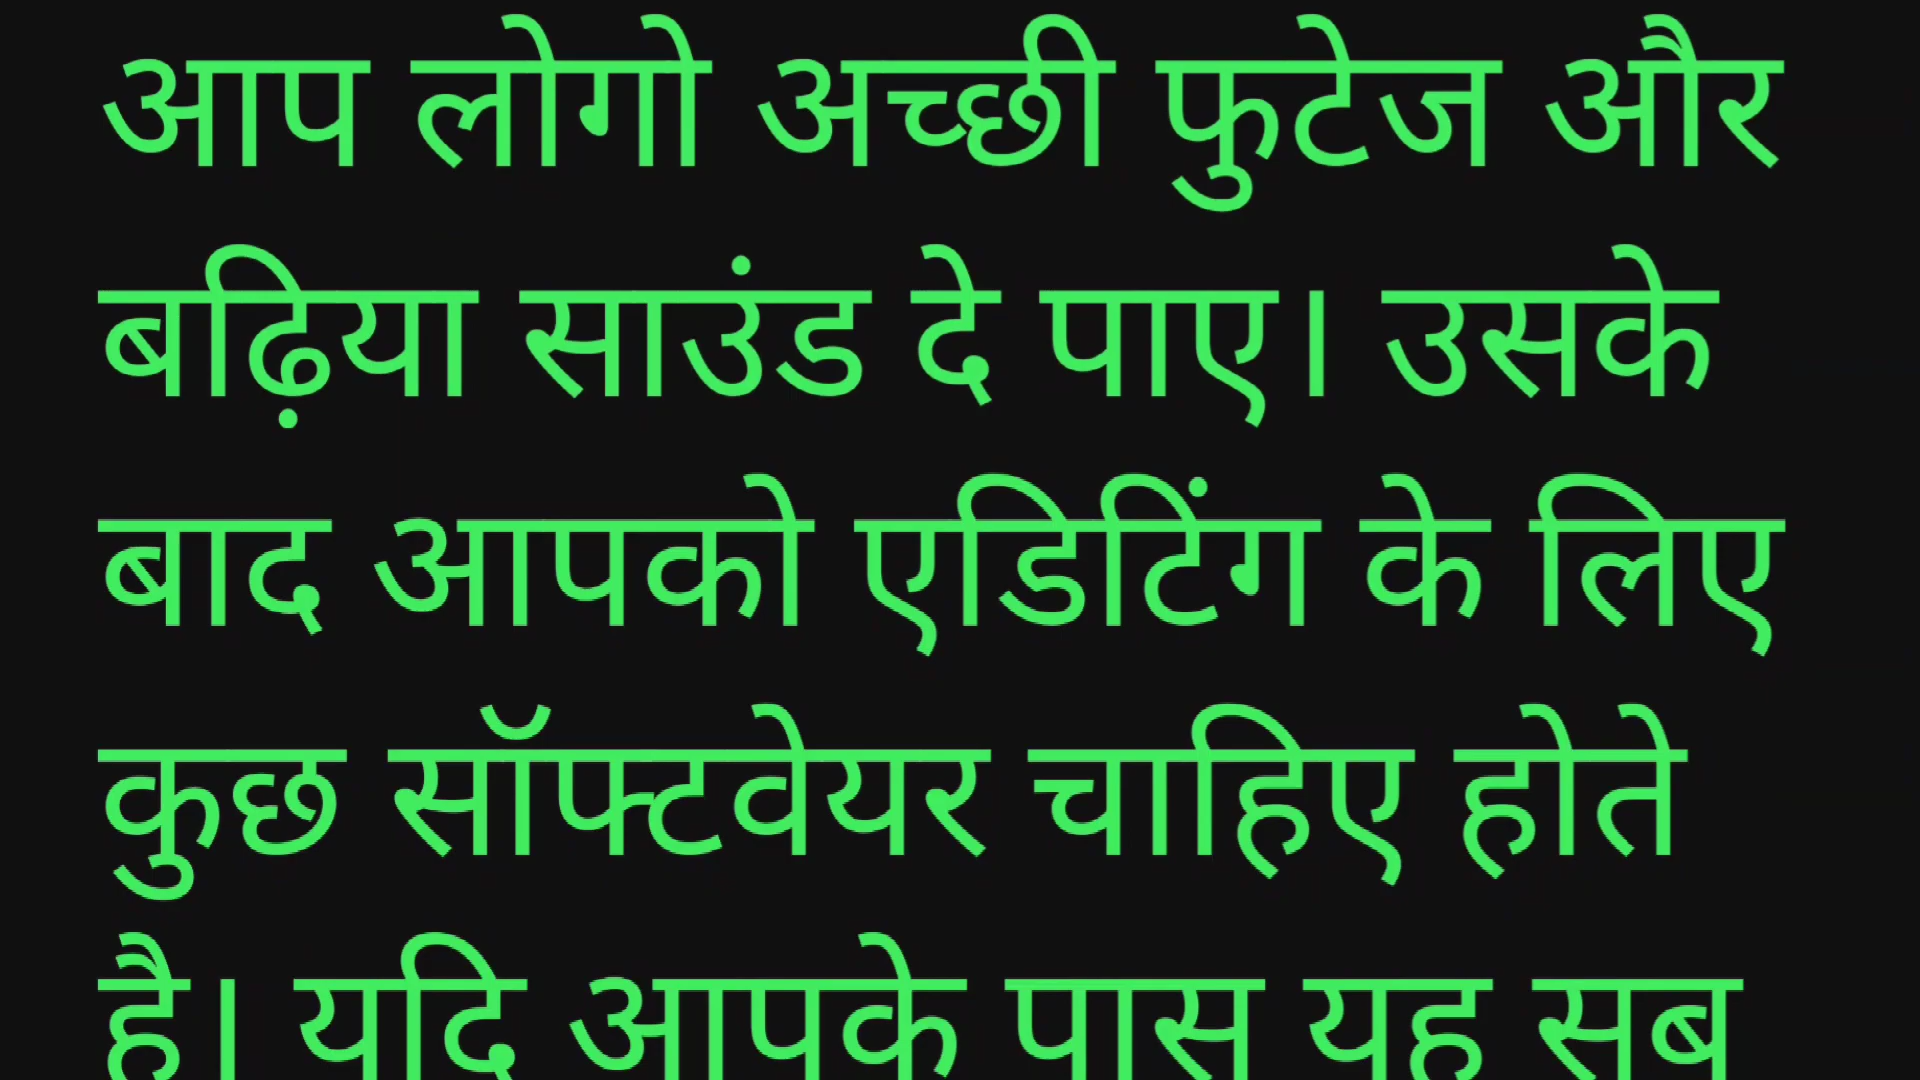 आप लोगो अच्छी फुटेज और
बढ़िया साउंड दे पाए। उसके
बाद आपको एडिटिंग के लिए
कुछ सॉफ्टवेयर चाहिए होते
है। यदि आपके पास यह सब